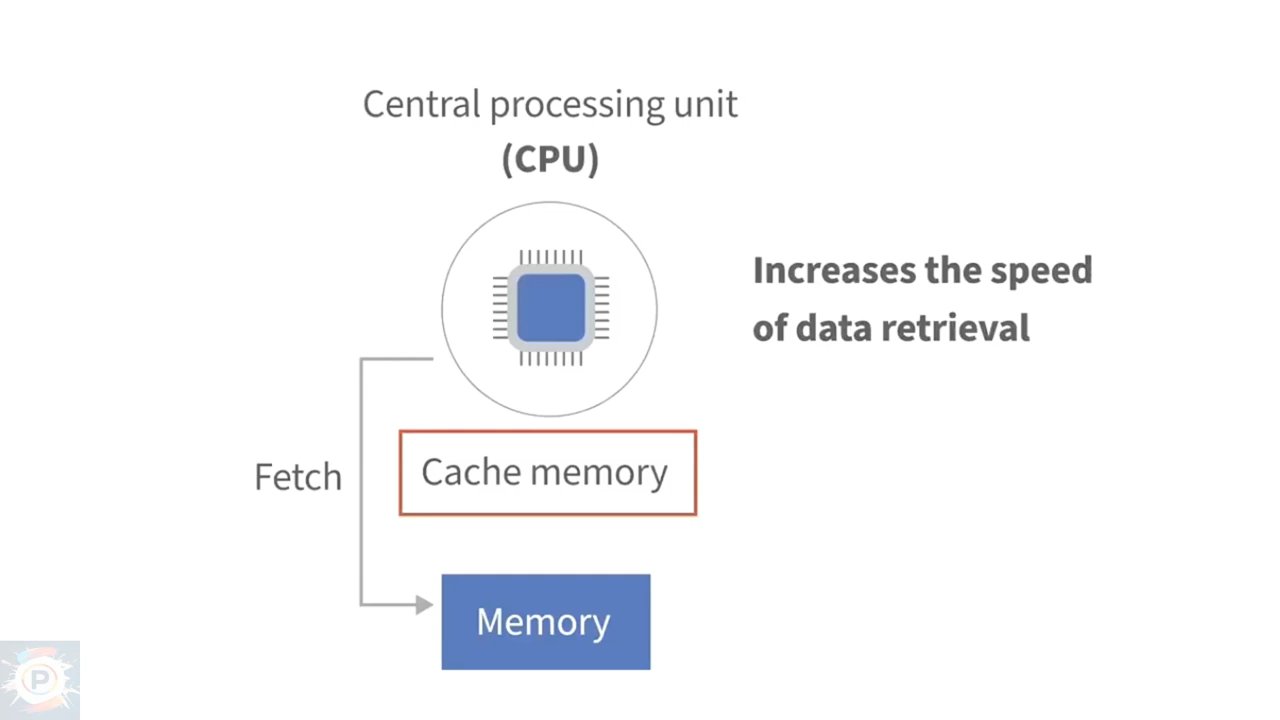 Central processing unit
(CPU)
Increases the speed
of data retrieval
Fetch
Cache memory
Memory
P